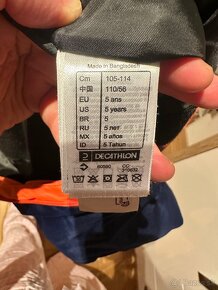 Made in Bangladesh
Cm 105-114
中国 110/56
EU 5 ans
US 5 years
BR 5
RU 5 лет
MX 5 años
ID 5 Tahun
DECATHLON